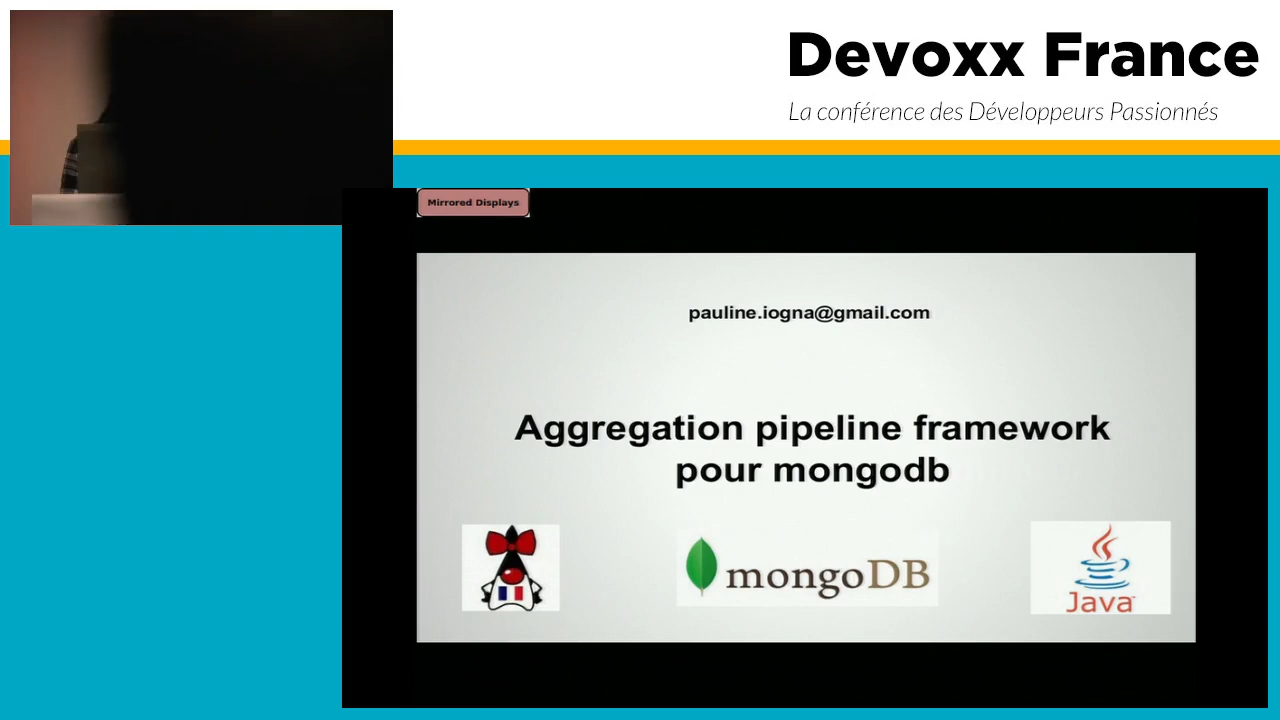 Devoxx France
La conférence des Développeurs Passionnés
Mirrored Displays
pauline.iogna@gmail.com
Aggregation pipeline framework
pour mongodb
mongoDB
Java